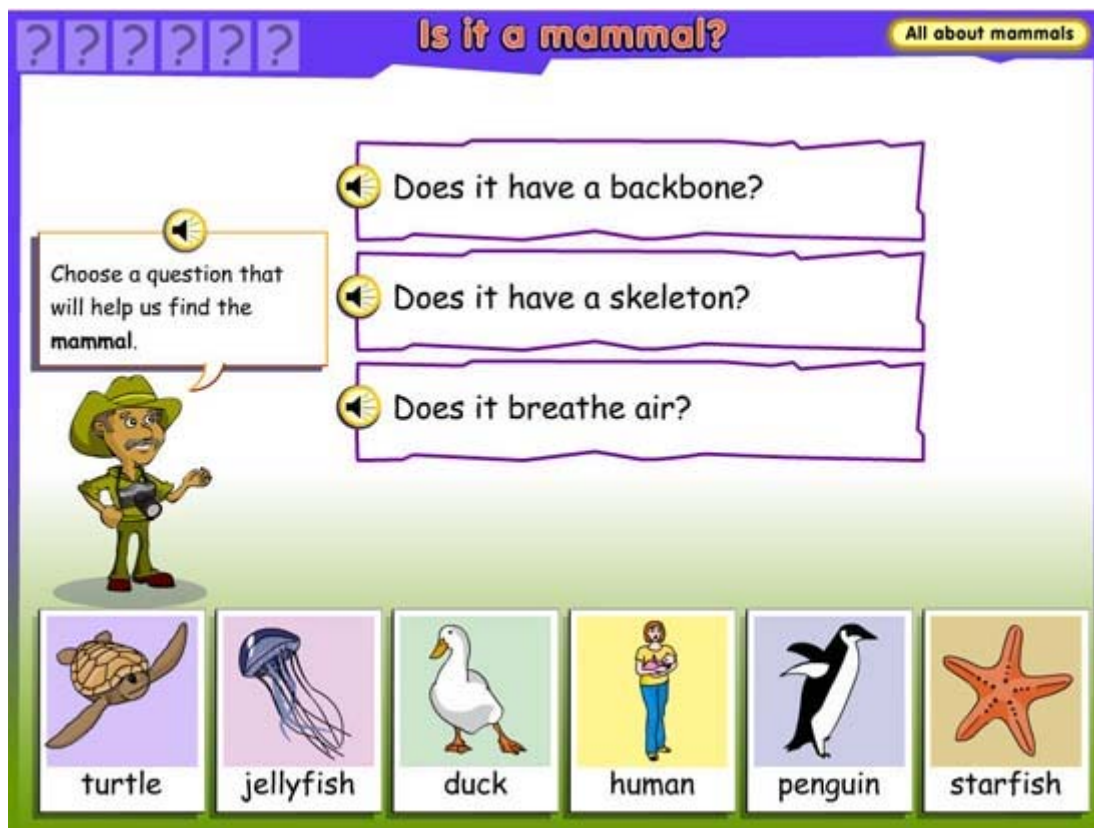 ? ? ? ? ? ?
Is it a mammal?
All about mammals
Does it have a backbone?
Does it have a skeleton?
Does it breathe air?
Choose a question that
will help us find the
mammal.
turtle
jellyfish
duck
human
penguin
starfish